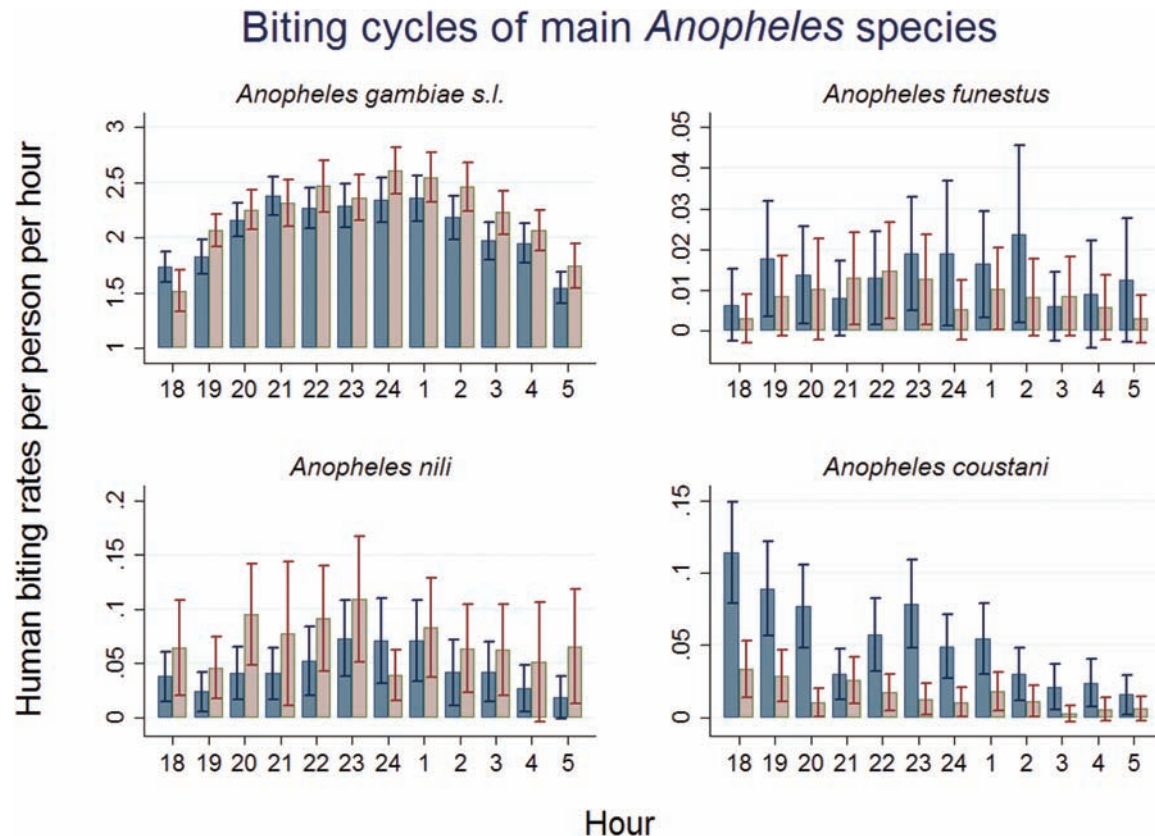 Biting cycles of main Anopheles species
Human biting rates per person per hour
Anopheles gambiae s.l.
3
2.5
2
1.5
1
18 19 20 21 22 23 24 1 2 3 4 5
Anopheles funestus
.05
.04
.03
.02
.01
0
18 19 20 21 22 23 24 1 2 3 4 5
Anopheles nili
.2
.15
.1
.05
0
18 19 20 21 22 23 24 1 2 3 4 5
Anopheles coustani
.15
.1
.05
0
18 19 20 21 22 23 24 1 2 3 4 5
Hour